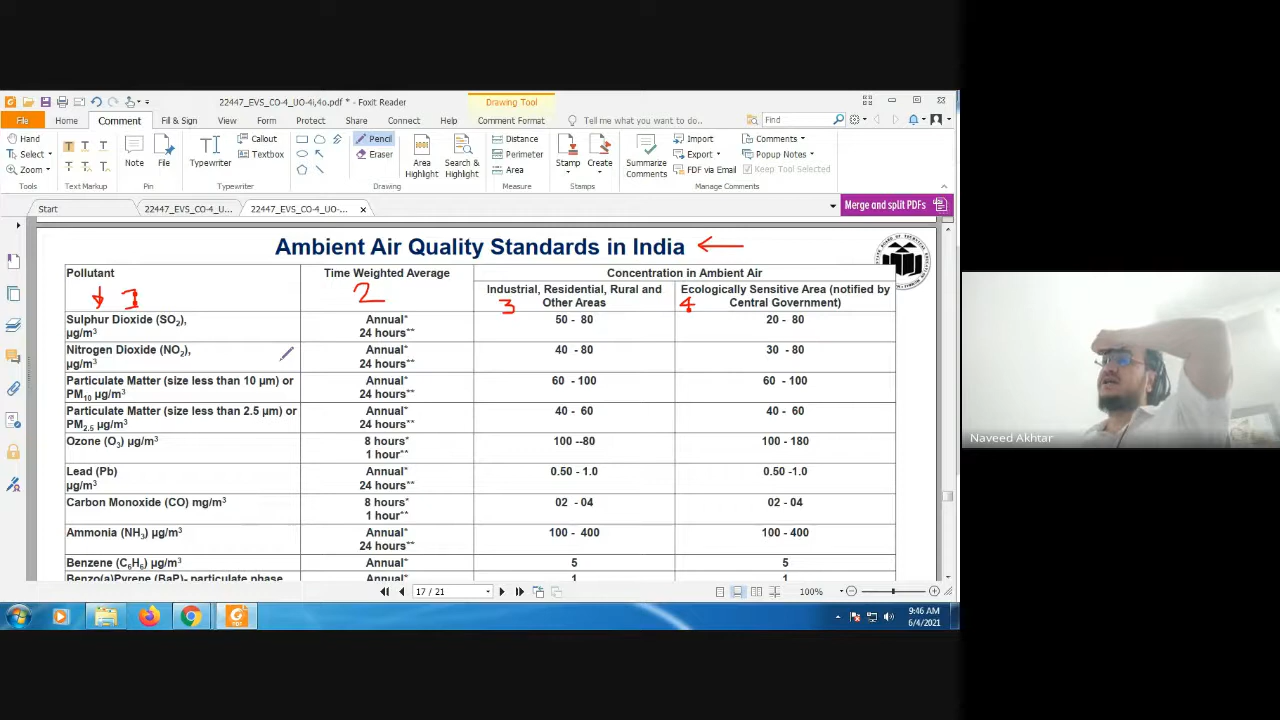 22447_EVS_CO-4_UO-4i,4o.pdf * - Foxit Reader
Drawing Tool
File
Home
Comment
Fill & Sign
View
Form
Protect
Share
Connect
Help
Comment Format
Tell me what you want to do...
Find
Hand
Select
Zoom
Tools
T T T
T T T
Text Markup
Note
File
Pin
Typewriter
Callout
Textbox
Typewriter
Pencil
Eraser
Drawing
Area Highlight
Search & Highlight
Distance
Perimeter
Area
Measure
Stamp
Create
Stamps
Summarize Comments
Import
Export
FDF via Email
Comments
Popup Notes
Keep Tool Selected
Manage Comments
Start
22447_EVS_CO-4_U...
22447_EVS_CO-4_UO-...
Merge and split PDFs
Ambient Air Quality Standards in India
Pollutant
1
Time Weighted Average
2
Concentration in Ambient Air
Industrial, Residential, Rural and
3 Other Areas
Ecologically Sensitive Area (notified by
4 Central Government)
Sulphur Dioxide (SO2),
µg/m3
Annual*
24 hours**
50 - 80
20 - 80
Nitrogen Dioxide (NO2),
µg/m3
Annual*
24 hours**
40 - 80
30 - 80
Particulate Matter (size less than 10 µm) or
PM10 µg/m3
Annual*
24 hours**
60 - 100
60 - 100
Particulate Matter (size less than 2.5 µm) or
PM2.5 µg/m3
Annual*
24 hours**
40 - 60
40 - 60
Ozone (O3) µg/m3
8 hours*
1 hour**
100 --80
100 - 180
Lead (Pb)
µg/m3
Annual*
24 hours**
0.50 - 1.0
0.50 -1.0
Carbon Monoxide (CO) mg/m3
8 hours*
1 hour**
02 - 04
02 - 04
Ammonia (NH3) µg/m3
Annual*
24 hours**
100 - 400
100 - 400
Benzene (C6H6) µg/m3
Annual*
5
5
Benzo(a)Pyrene (BaP)- particulate phase
Annual*
1
1
17 / 21
100%
9:46 AM
6/4/2021
Naveed Akhtar